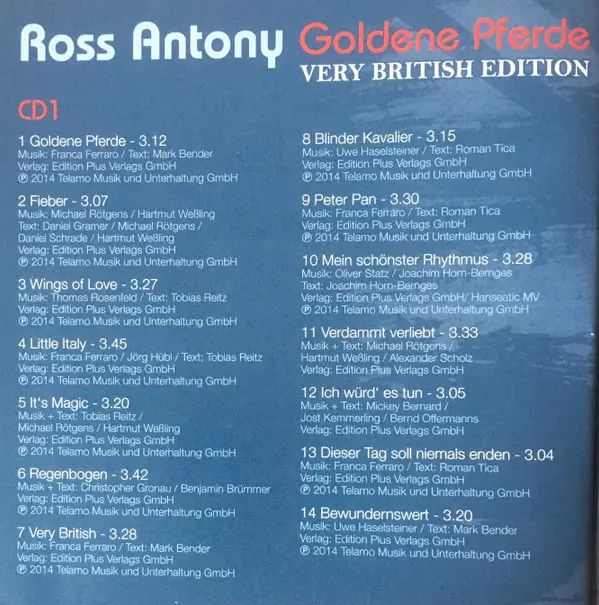 Ross Antony Goldene Pferde
VERY BRITISH EDITION
CD1
1 Goldene Pferde - 3.12
Musik: Franca Ferraro / Text: Mark Bender
Verlag: Edition Plus Verlags GmbH
℗ 2014 Telamo Musik und Unterhaltung GmbH
2 Fieber - 3.07
Musik: Michael Rötgens / Hartmut Weßling
Text: Daniel Gramer / Michael Rötgens /
Daniel Schrade / Hartmut Weßling
Verlag: Edition Plus Verlags GmbH
℗ 2014 Telamo Musik und Unterhaltung GmbH
3 Wings of Love - 3.27
Musik: Thomas Rosenfeld / Text: Tobias Reitz
Verlag: Edition Plus Verlags GmbH
℗ 2014 Telamo Musik und Unterhaltung GmbH
4 Little Italy - 3.45
Musik: Franca Ferraro / Jörg Hübl / Text: Tobias Reitz
Verlag: Edition Plus Verlags GmbH
℗ 2014 Telamo Musik und Unterhaltung GmbH
5 It's Magic - 3.20
Musik + Text: Tobias Reitz /
Michael Rötgens / Hartmut Weßling
Verlag: Edition Plus Verlags GmbH
℗ 2014 Telamo Musik und Unterhaltung GmbH
6 Regenbogen - 3.42
Musik + Text: Christopher Gronau / Benjamin Brümmer
Verlag: Edition Plus Verlags GmbH
℗ 2014 Telamo Musik und Unterhaltung GmbH
7 Very British - 3.28
Musik: Franca Ferraro / Text: Mark Bender
Verlag: Edition Plus Verlags GmbH
℗ 2014 Telamo Musik und Unterhaltung GmbH
8 Blinder Kavalier - 3.15
Musik: Uwe Haselsteiner / Text: Roman Tica
Verlag: Edition Plus Verlags GmbH
℗ 2014 Telamo Musik und Unterhaltung GmbH
9 Peter Pan - 3.30
Musik: Franca Ferraro / Text: Roman Tica
Verlag: Edition Plus Verlags GmbH
℗ 2014 Telamo Musik und Unterhaltung GmbH
10 Mein schönster Rhythmus - 3.28
Musik: Oliver Statz / Joachim Horn-Bernges
Text: Joachim Horn-Bernges
Verlag: Edition Plus Verlags GmbH/ Hanseatic MV
℗ 2014 Telamo Musik und Unterhaltung GmbH
11 Verdammt verliebt - 3.33
Musik + Text: Michael Rötgens /
Hartmut Weßling / Alexander Scholz
Verlag: Edition Plus Verlags GmbH
12 Ich würd' es tun - 3.05
Musik + Text: Mickey Bernard /
Jost Kemmerling / Bernd Offermanns
Verlag: Edition Plus Verlags GmbH
13 Dieser Tag soll niemals enden - 3.04
Musik: Franca Ferraro / Text: Roman Tica
Verlag: Edition Plus Verlags GmbH
℗ 2014 Telamo Musik und Unterhaltung GmbH
14 Bewundernswert - 3.20
Musik: Uwe Haselsteiner / Text: Mark Bender
Verlag: Edition Plus Verlags GmbH
℗ 2014 Telamo Musik und Unterhaltung GmbH